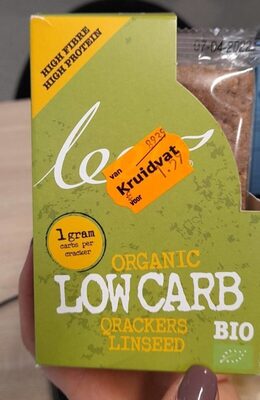 HIGH FIBRE
HIGH PROTEIN
07-04-2022
van
Kruidvat
voor
1 gram
carbs per
cracker
ORGANIC
LOW CARB
QRACKERS
LINSEED
BIO